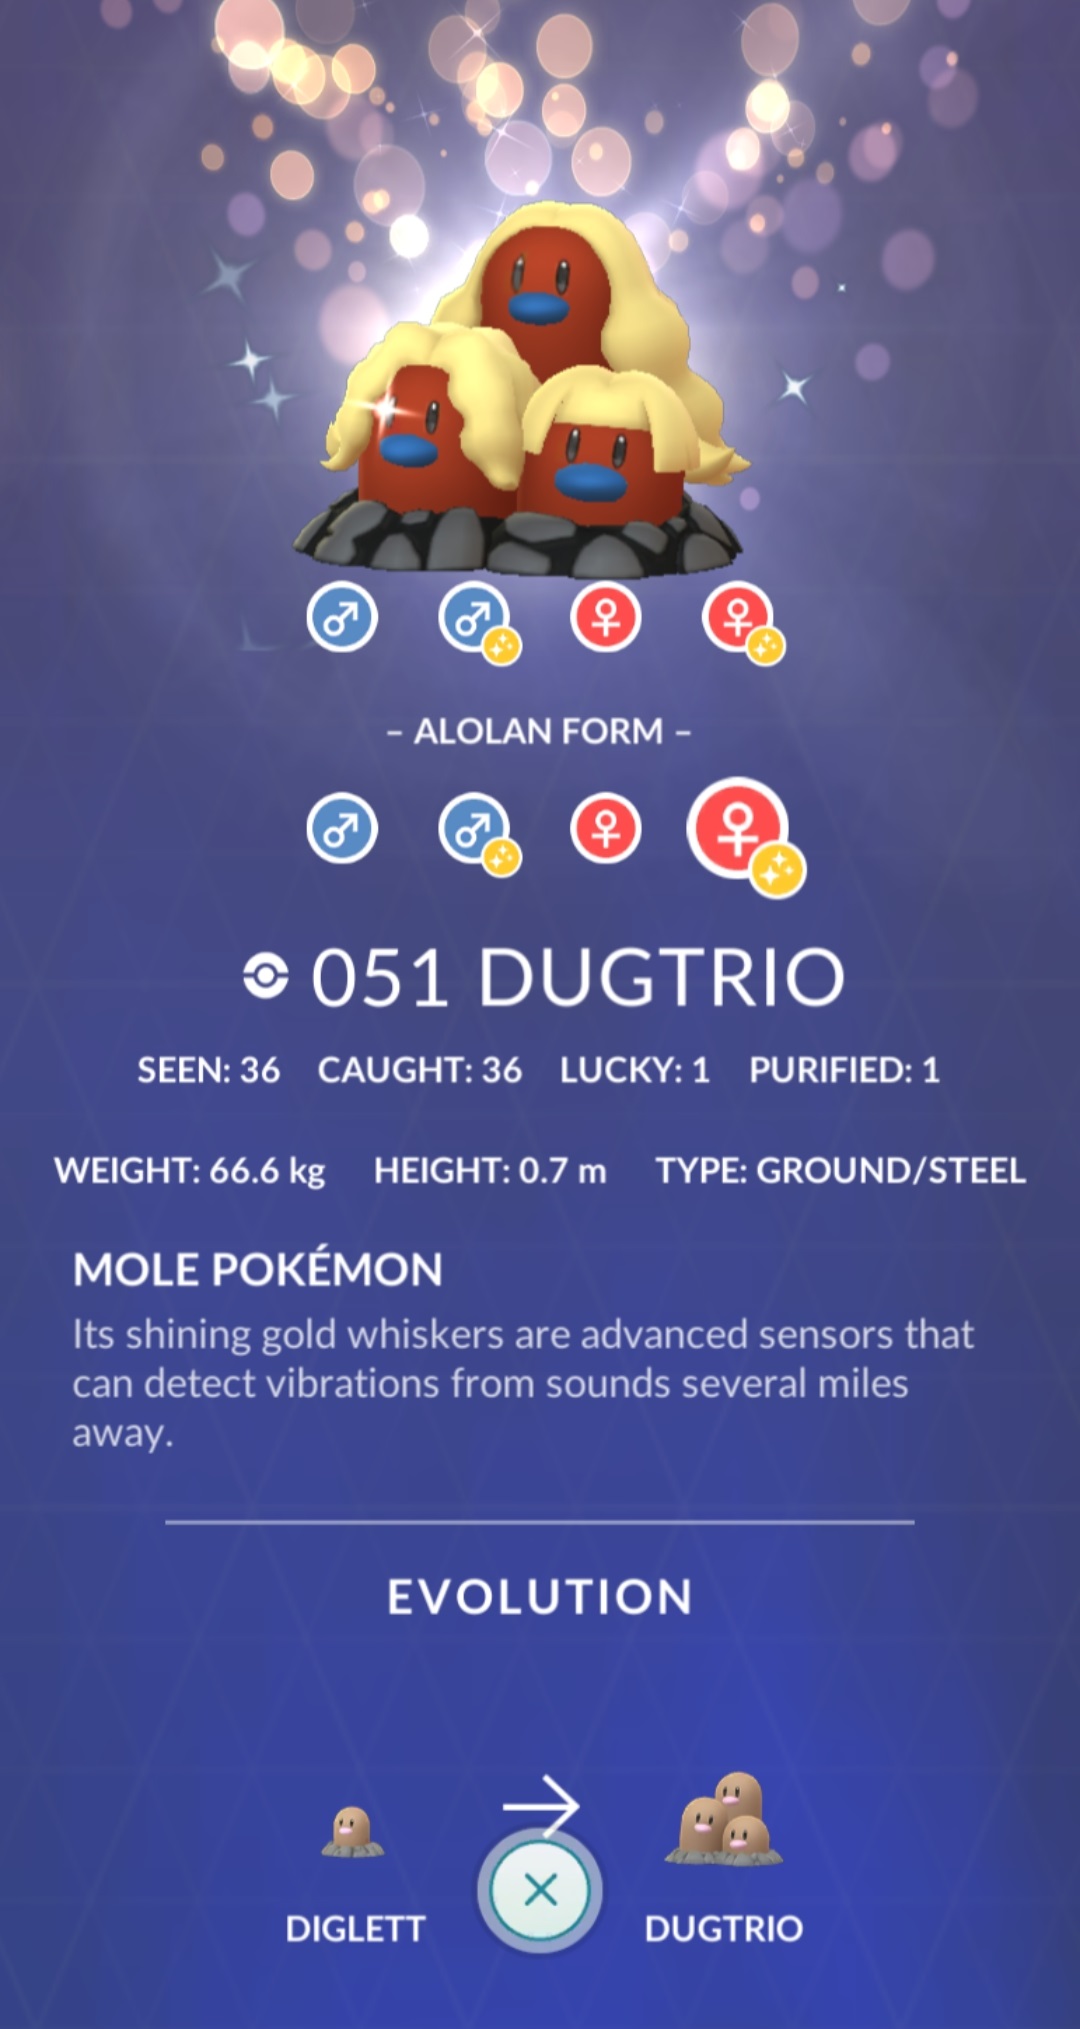 – ALOLAN FORM –
051 DUGTRIO
SEEN: 36 CAUGHT: 36 LUCKY: 1 PURIFIED: 1
WEIGHT: 66.6 kg HEIGHT: 0.7 m TYPE: GROUND/STEEL
MOLE POKÉMON
Its shining gold whiskers are advanced sensors that
can detect vibrations from sounds several miles
away.
EVOLUTION
DIGLETT DUGTRIO